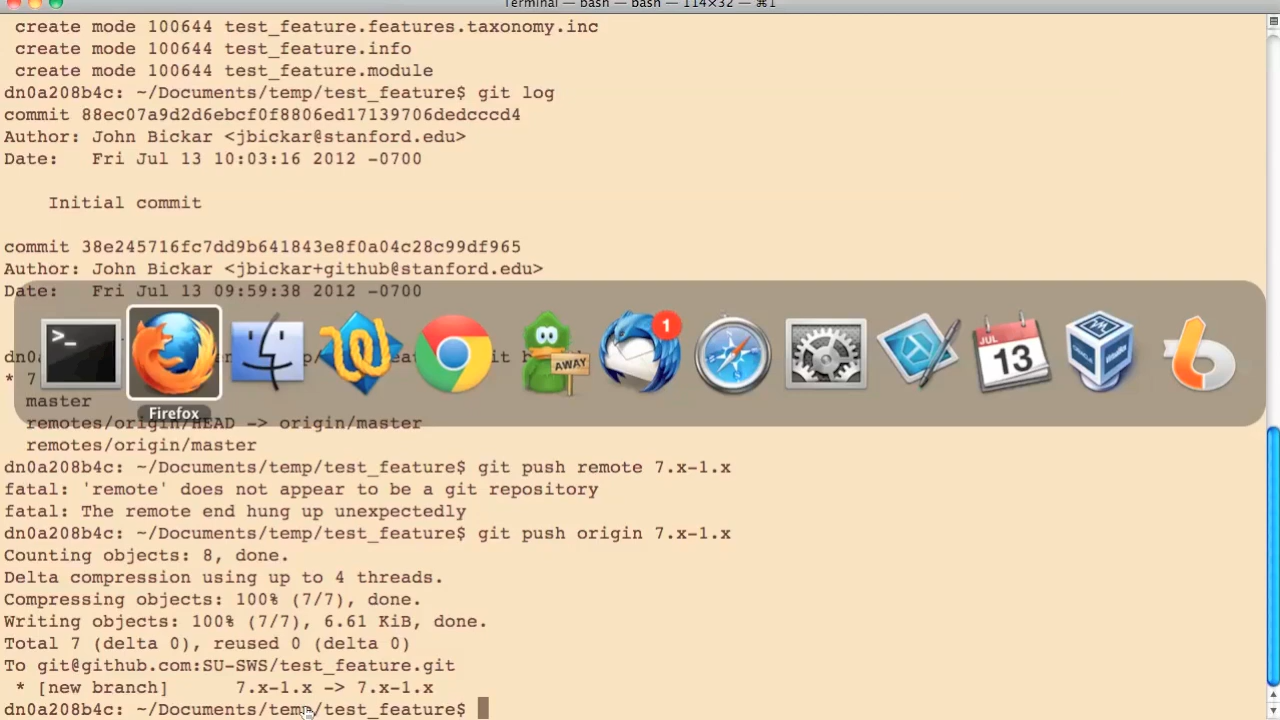 Terminal — bash — bash — 114×32 — ⌘1
create mode 100644 test_feature.features.taxonomy.inc
create mode 100644 test_feature.info
create mode 100644 test_feature.module
dn0a208b4c: ~/Documents/temp/test_feature$ git log
commit 88ec07a9d2d6ebcf0f8806ed17139706dedcccd4
Author: John Bickar <jbickar@stanford.edu>
Date:   Fri Jul 13 10:03:16 2012 -0700
Initial commit
commit 38e245716fc7dd9b641843e8f0a04c28c99df965
Author: John Bickar <jbickar+github@stanford.edu>
Date:   Fri Jul 13 09:59:38 2012 -0700
>_
AWAY
1
JUL
13
* 7
master
Firefox
remotes/origin/HEAD -> origin/master
remotes/origin/master
dn0a208b4c: ~/Documents/temp/test_feature$ git push remote 7.x-1.x
fatal: 'remote' does not appear to be a git repository
fatal: The remote end hung up unexpectedly
dn0a208b4c: ~/Documents/temp/test_feature$ git push origin 7.x-1.x
Counting objects: 8, done.
Delta compression using up to 4 threads.
Compressing objects: 100% (7/7), done.
Writing objects: 100% (7/7), 6.61 KiB, done.
Total 7 (delta 0), reused 0 (delta 0)
To git@github.com:SU-SWS/test_feature.git
* [new branch]      7.x-1.x -> 7.x-1.x
dn0a208b4c: ~/Documents/temp/test_feature$